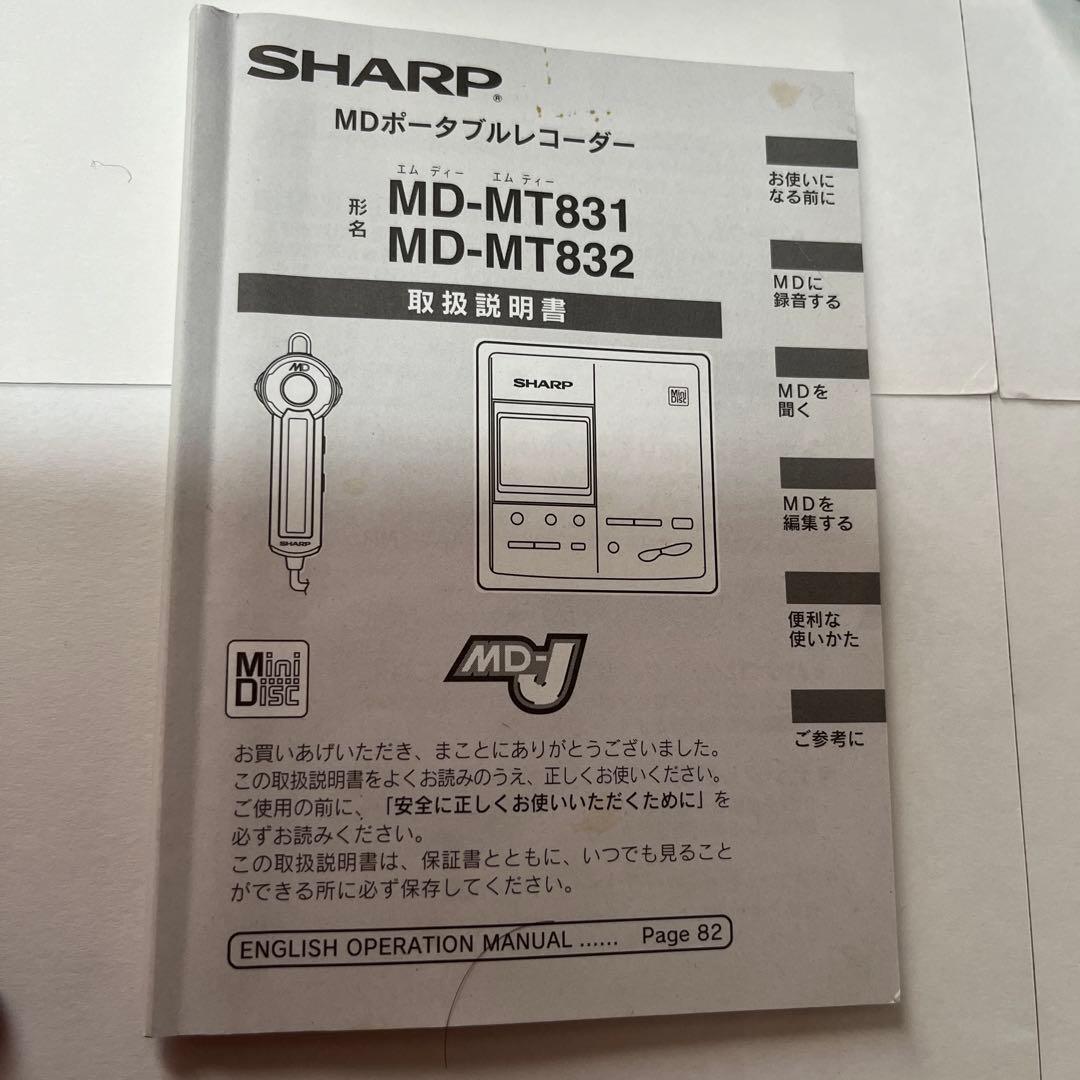 SHARP®
MDポータブルレコーダー
エム ディー エム ティー
形名
MD-MT831
MD-MT832
取扱説明書
MD
SHARP
SHARP
Mini Disc
Mini Disc
MD-J
お買いあげいただき、まことにありがとうございました。
この取扱説明書をよくお読みのうえ、正しくお使いください。
ご使用の前に、「安全に正しくお使いいただくために」を
必ずお読みください。
この取扱説明書は、保証書とともに、いつでも見ること
ができる所に必ず保存してください。
ENGLISH OPERATION MANUAL ...... Page 82
お使いに
なる前に
MDに
録音する
MDを
聞く
MDを
編集する
便利な
使いかた
ご参考に